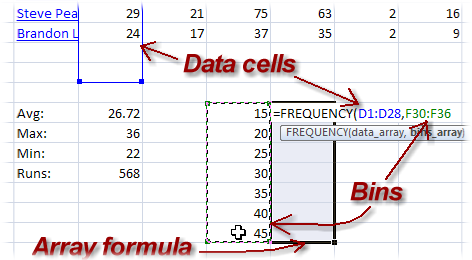 Steve Pea 29 21 75 63 2 16
Brandon L 24 17 37 35 2 9
Data cells
Avg: 26.72 15 =FREQUENCY(D1:D28,F30:F36
Max: 36 20
FREQUENCY(data_array, bins_array)
Min: 22 25
Runs: 568 30
35
Bins
40
45
Array formula